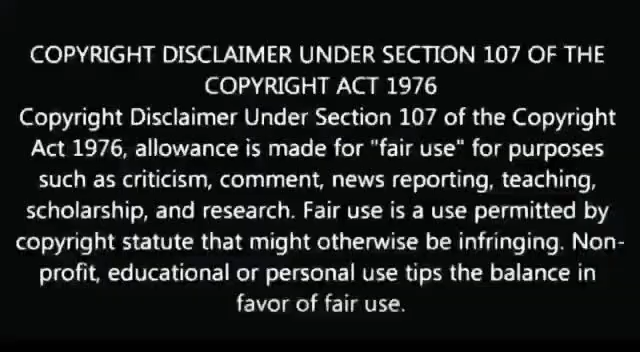 COPYRIGHT DISCLAIMER UNDER SECTION 107 OF THE
COPYRIGHT ACT 1976
Copyright Disclaimer Under Section 107 of the Copyright
Act 1976, allowance is made for "fair use" for purposes
such as criticism, comment, news reporting, teaching,
scholarship, and research. Fair use is a use permitted by
copyright statute that might otherwise be infringing. Non-
profit, educational or personal use tips the balance in
favor of fair use.